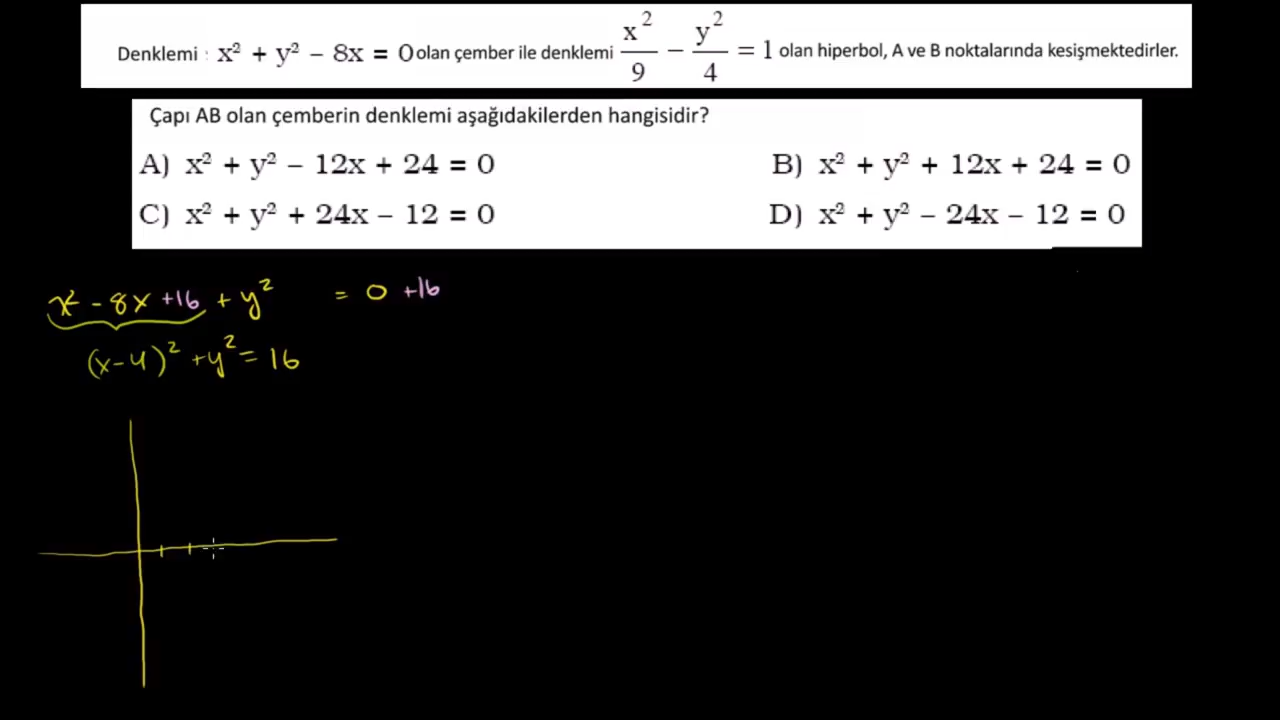 Denklemi : x² + y² − 8x = 0 olan çember ile denklemi x²/9 − y²/4 = 1 olan hiperbol, A ve B noktalarında kesişmektedirler.
Çapı AB olan çemberin denklemi aşağıdakilerden hangisidir?
A) x² + y² − 12x + 24 = 0 B) x² + y² + 12x + 24 = 0
C) x² + y² + 24x − 12 = 0 D) x² + y² − 24x − 12 = 0
x² − 8x +16 + y² = 0 +16
(x−4)² + y² = 16